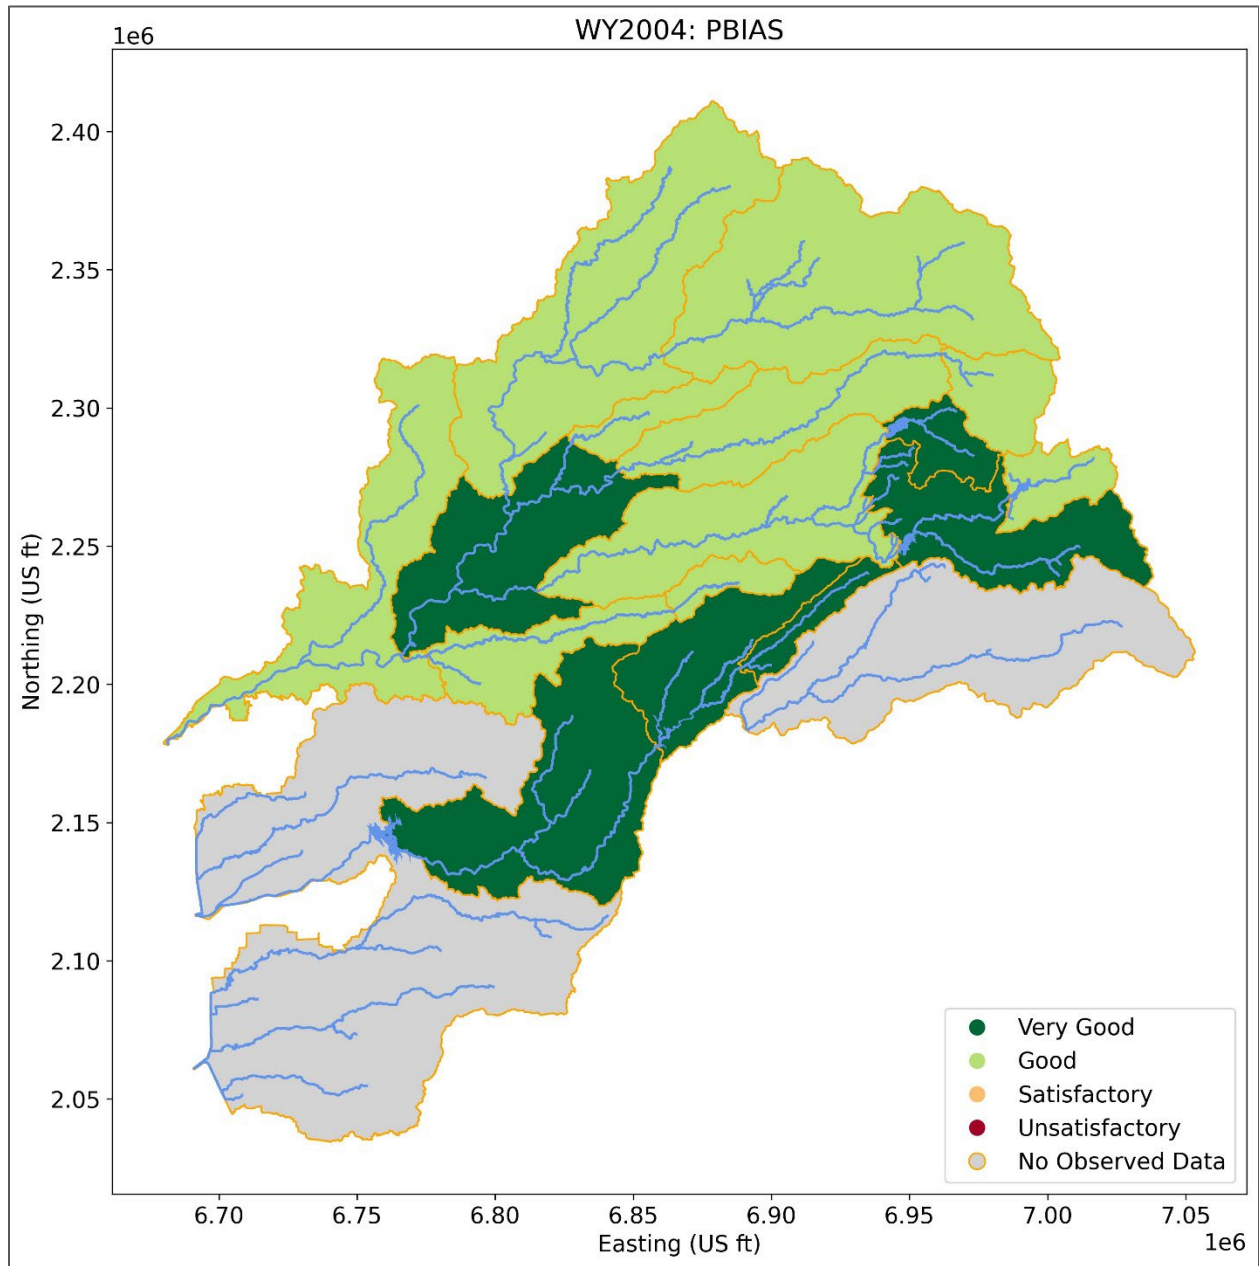 WY2004: PBIAS
1e6
2.40
2.35
2.30
2.25
2.20
2.15
2.10
2.05
Northing (US ft)
Very Good
Good
Satisfactory
Unsatisfactory
No Observed Data
6.70 6.75 6.80 6.85 6.90 6.95 7.00 7.05
Easting (US ft)
1e6